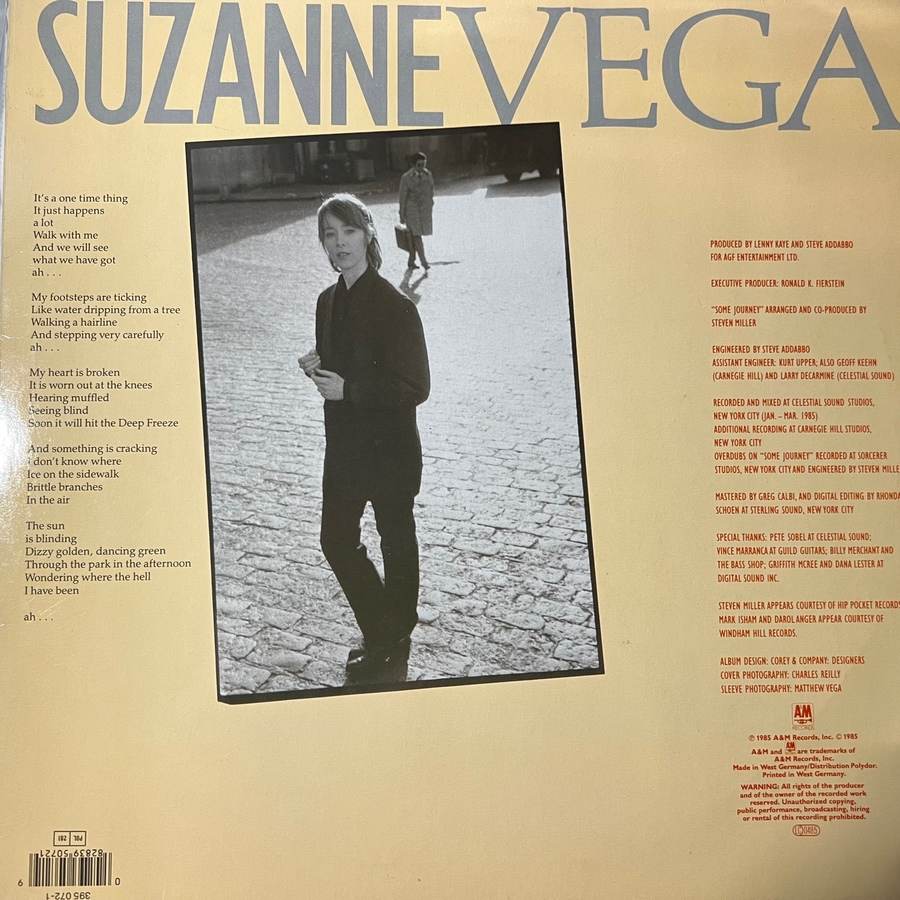 SUZANNE VEGA
It's a one time thing
It just happens
a lot
Walk with me
And we will see
what we have got
ah . . .
My footsteps are ticking
Like water dripping from a tree
Walking a hairline
And stepping very carefully
ah . . .
My heart is broken
It is worn out at the knees
Hearing muffled
Seeing blind
Soon it will hit the Deep Freeze
And something is cracking
I don't know where
Ice on the sidewalk
Brittle branches
In the air
The sun
is blinding
Dizzy golden, dancing green
Through the park in the afternoon
Wondering where the hell
I have been
ah . . .
PRODUCED BY LENNY KAYE AND STEVE ADDABBO
FOR AGF ENTERTAINMENT LTD.
EXECUTIVE PRODUCER: RONALD K. FIERSTEIN
"SOME JOURNEY" ARRANGED AND CO-PRODUCED BY
STEVEN MILLER
ENGINEERED BY STEVE ADDABBO
ASSISTANT ENGINEER: KURT UPPER; ALSO GEOFF KEEHN
(CARNEGIE HILL) AND LARRY DECARMINE (CELESTIAL SOUND)
RECORDED AND MIXED AT CELESTIAL SOUND STUDIOS,
NEW YORK CITY (JAN. – MAR. 1985)
ADDITIONAL RECORDING AT CARNEGIE HILL STUDIOS,
NEW YORK CITY
OVERDUBS ON "SOME JOURNEY" RECORDED AT SORCERER
STUDIOS, NEW YORK CITY AND ENGINEERED BY STEVEN MILLE
MASTERED BY GREG CALBI, AND DIGITAL EDITING BY RHONDA
SCHOEN AT STERLING SOUND, NEW YORK CITY
SPECIAL THANKS: PETE SOBEL AT CELESTIAL SOUND;
VINCE MARRANCA AT GUILD GUITARS; BILLY MERCHANT AND
THE BASS SHOP; GRIFFITH MCREE AND DANA LESTER AT
DIGITAL SOUND INC.
STEVEN MILLER APPEARS COURTESY OF HIP POCKET RECORDS
MARK ISHAM AND DAROL ANGER APPEAR COURTESY OF
WINDHAM HILL RECORDS.
ALBUM DESIGN: COREY & COMPANY: DESIGNERS
COVER PHOTOGRAPHY: CHARLES REILLY
SLEEVE PHOTOGRAPHY: MATTHEW VEGA
A&M
RECORDS
℗ 1985 A&M Records, Inc. © 1985
A&M and A&M are trademarks of
A&M Records, Inc.
Made in West Germany/Distribution Polydor.
Printed in West Germany.
WARNING: All rights of the producer
and of the owner of the recorded work
reserved. Unauthorized copying,
public performance, broadcasting, hiring
or rental of this recording prohibited.
LC 0485
POL 281
0 82839 50721 9
395 072-1